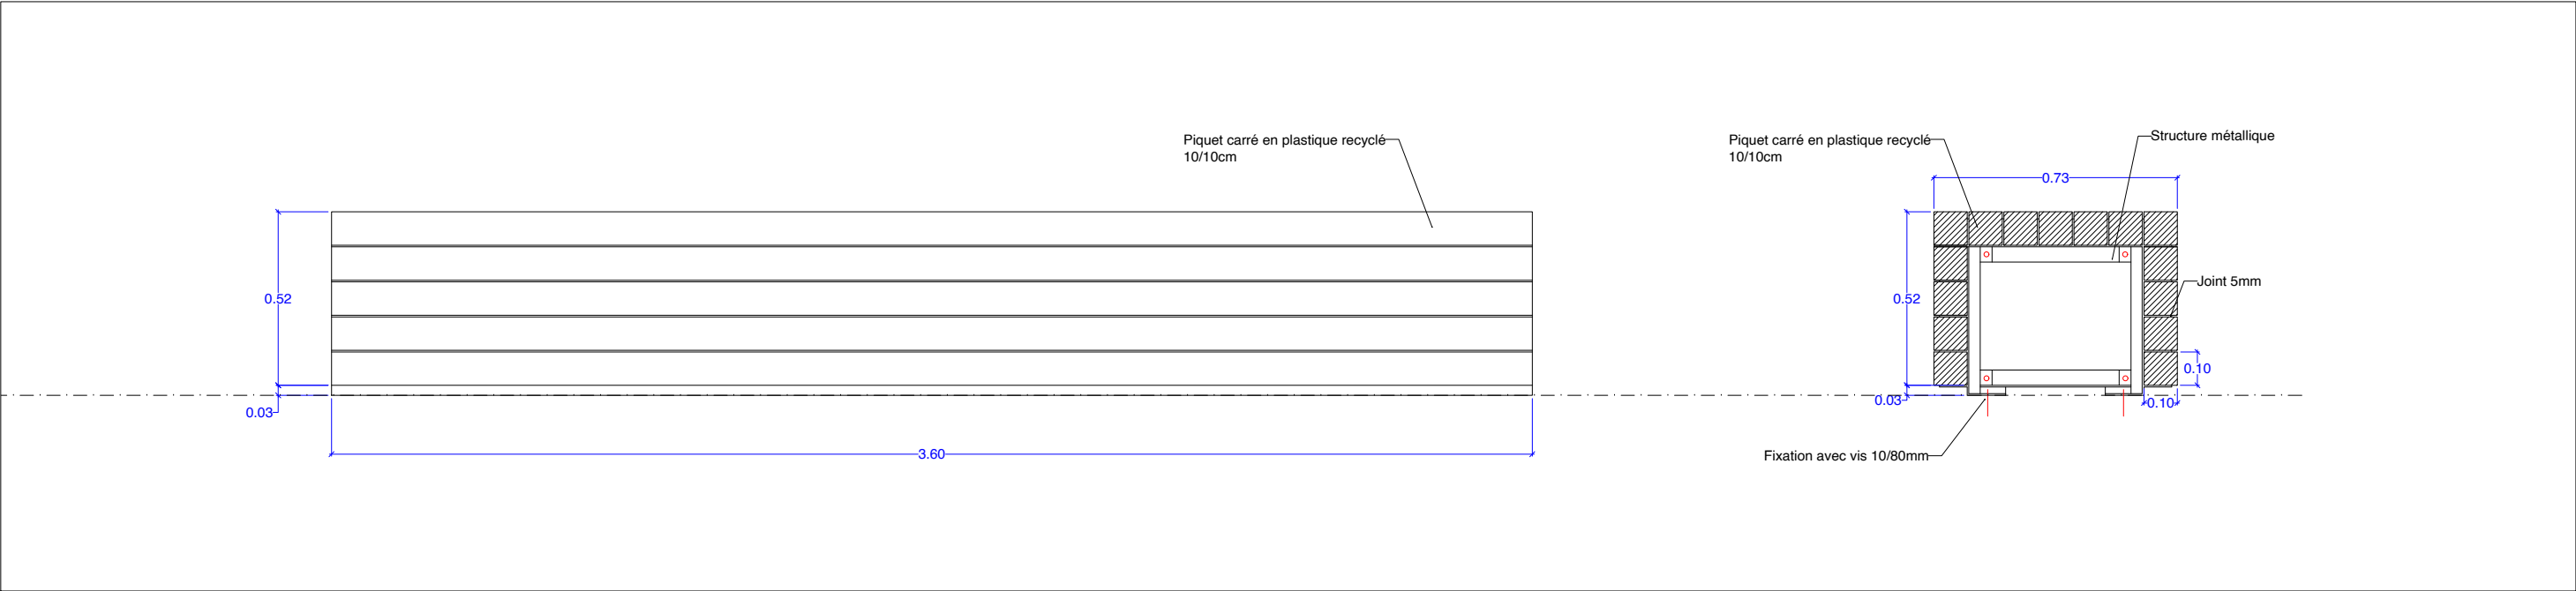 Piquet carré en plastique recyclé
10/10cm
0.52
0.03
3.60
Piquet carré en plastique recyclé
10/10cm
Structure métallique
0.73
0.52
Joint 5mm
0.10
0.03
0.10
Fixation avec vis 10/80mm